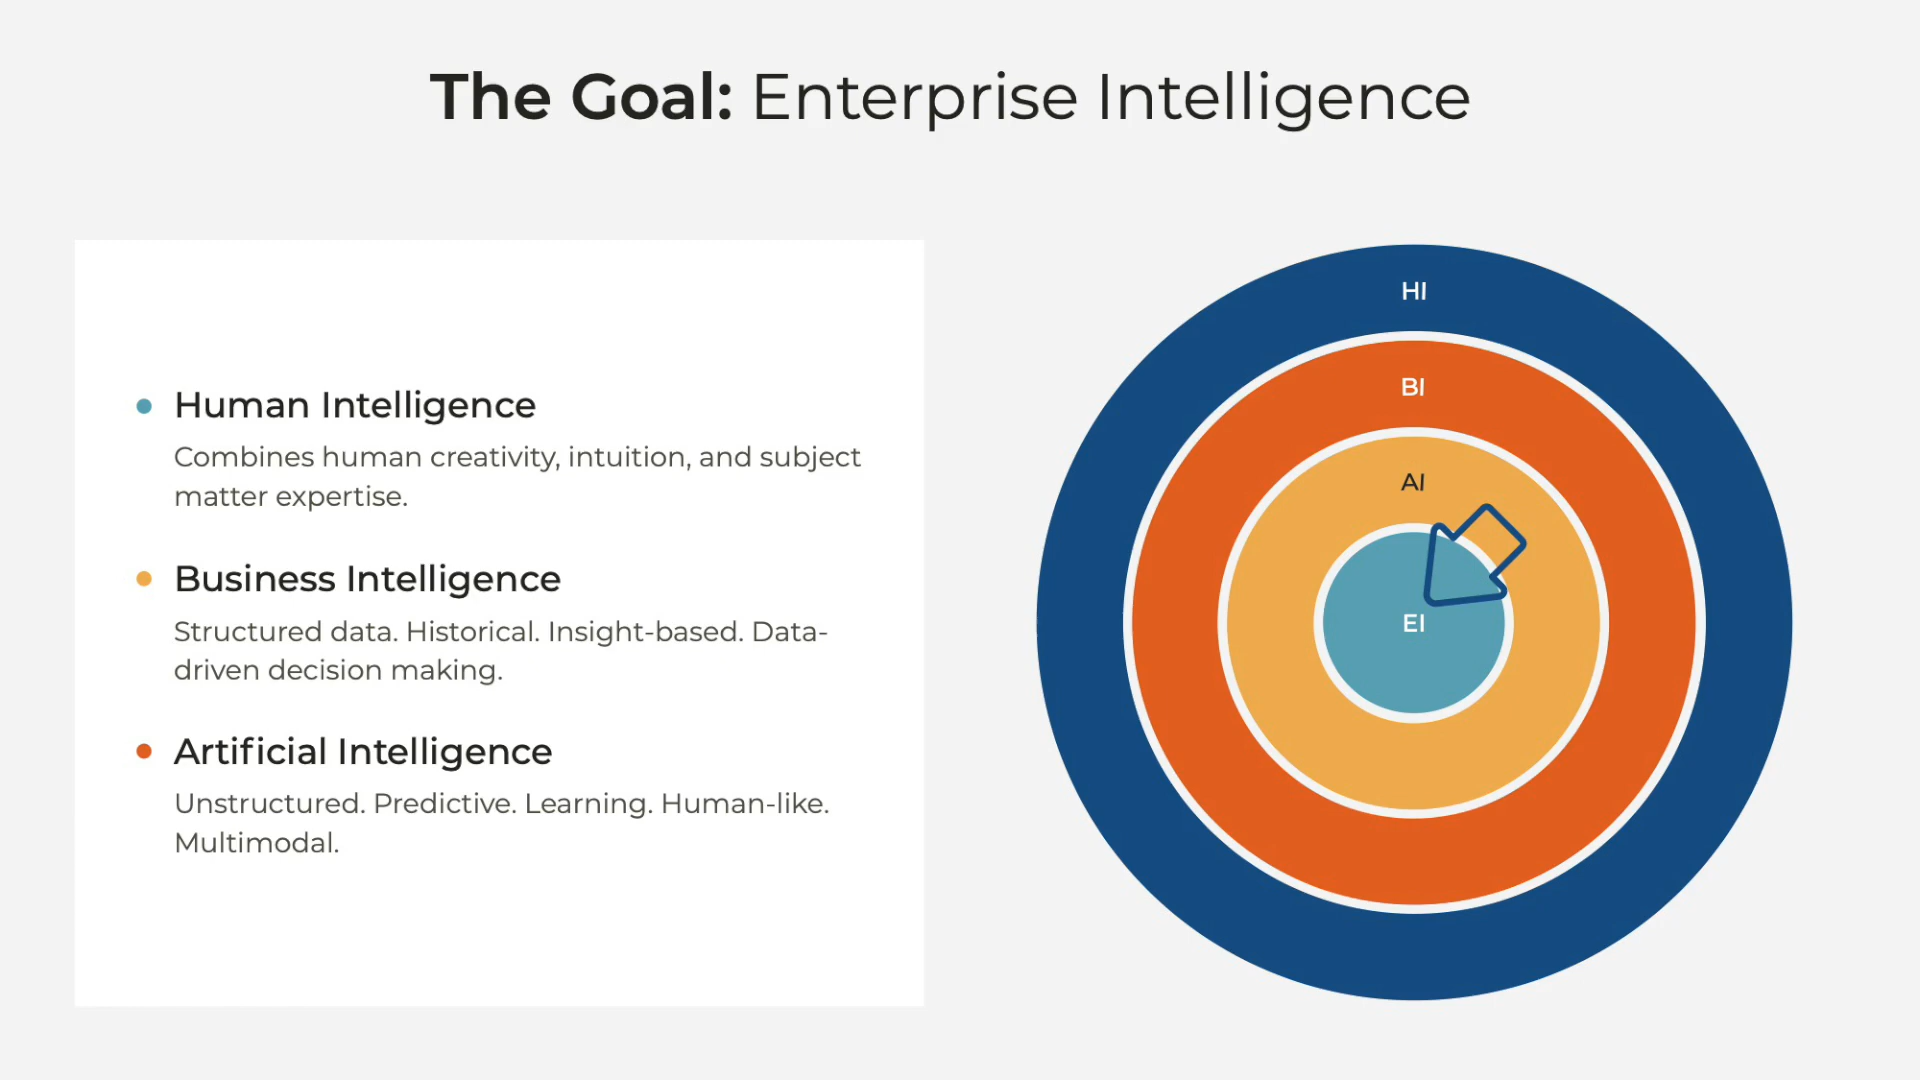 The Goal: Enterprise Intelligence
Human Intelligence
Combines human creativity, intuition, and subject
matter expertise.
Business Intelligence
Structured data. Historical. Insight-based. Data-
driven decision making.
Artificial Intelligence
Unstructured. Predictive. Learning. Human-like.
Multimodal.
HI
BI
AI
EI